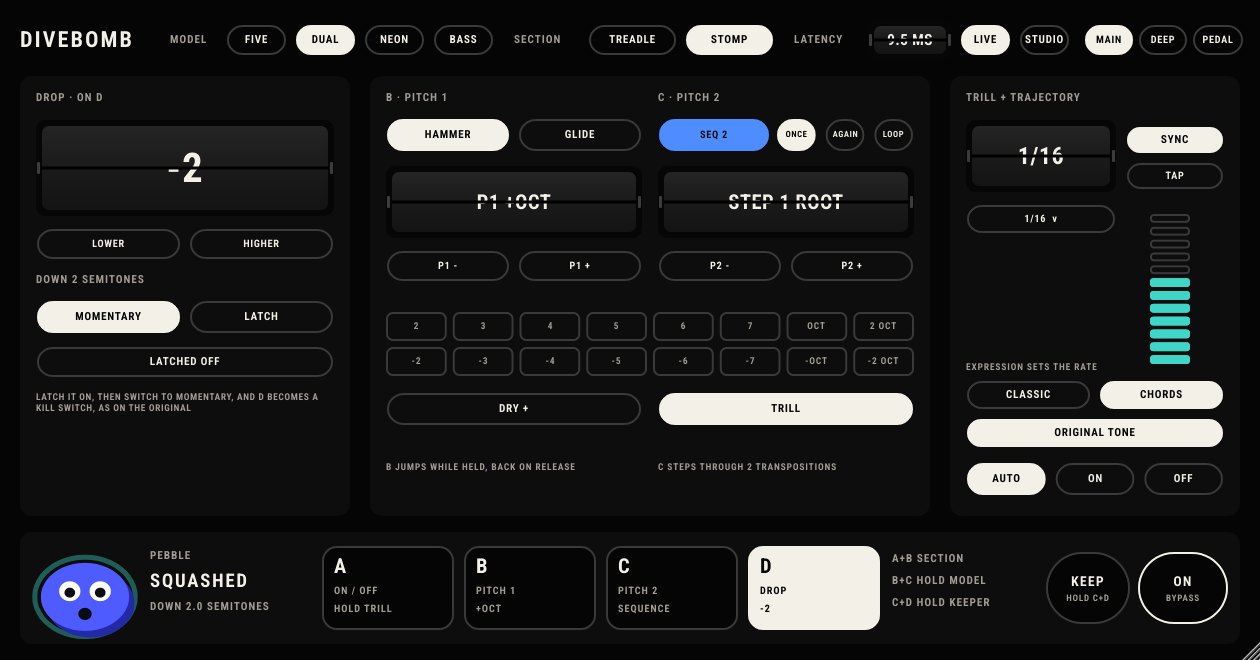 DIVEBOMB MODEL FIVE DUAL NEON BASS SECTION TREADLE STOMP LATENCY 9.5 MS LIVE STUDIO MAIN DEEP PEDAL
DROP · ON D
-2
LOWER HIGHER
DOWN 2 SEMITONES
MOMENTARY LATCH
LATCHED OFF
LATCH IT ON, THEN SWITCH TO MOMENTARY, AND D BECOMES A
KILL SWITCH, AS ON THE ORIGINAL
B · PITCH 1 C · PITCH 2
HAMMER GLIDE SEQ 2 ONCE AGAIN LOOP
P1 +OCT STEP 1 ROOT
P1 - P1 + P2 - P2 +
2 3 4 5 6 7 OCT 2 OCT
-2 -3 -4 -5 -6 -7 -OCT -2 OCT
DRY + TRILL
B JUMPS WHILE HELD, BACK ON RELEASE C STEPS THROUGH 2 TRANSPOSITIONS
TRILL + TRAJECTORY
1/16 SYNC
TAP
1/16 v
EXPRESSION SETS THE RATE
CLASSIC CHORDS
ORIGINAL TONE
AUTO ON OFF
PEBBLE
SQUASHED
DOWN 2.0 SEMITONES
A
ON / OFF
HOLD TRILL
B
PITCH 1
+OCT
C
PITCH 2
SEQUENCE
D
DROP
-2
A+B SECTION
B+C HOLD MODEL
C+D HOLD KEEPER
KEEP
HOLD C+D
ON
BYPASS